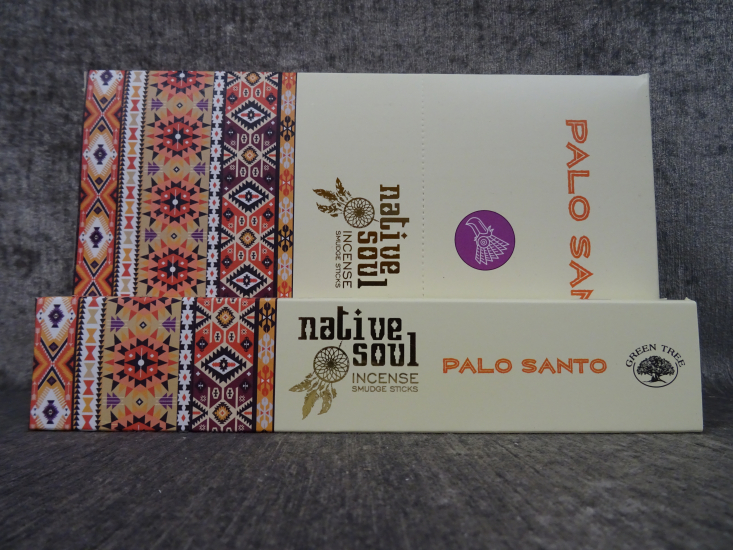 native
soul
INCENSE
SMUDGE STICKS
PALO SAN
native
soul
INCENSE
SMUDGE STICKS
PALO SANTO
GREEN TREE